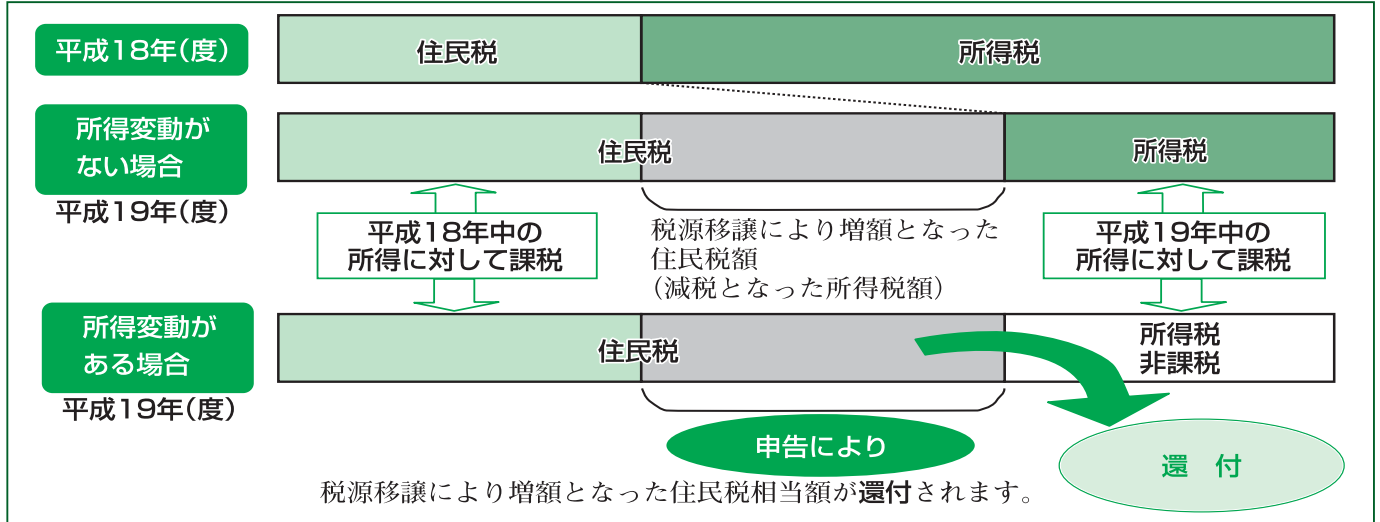 平成18年(度)
住民税
所得税
所得変動が
ない場合
平成19年(度)
住民税
所得税
平成18年中の
所得に対して課税
税源移譲により増額となった
住民税額
(減税となった所得税額)
平成19年中の
所得に対して課税
所得変動が
ある場合
平成19年(度)
住民税
所得税
非課税
申告により
還 付
税源移譲により増額となった住民税相当額が還付されます。